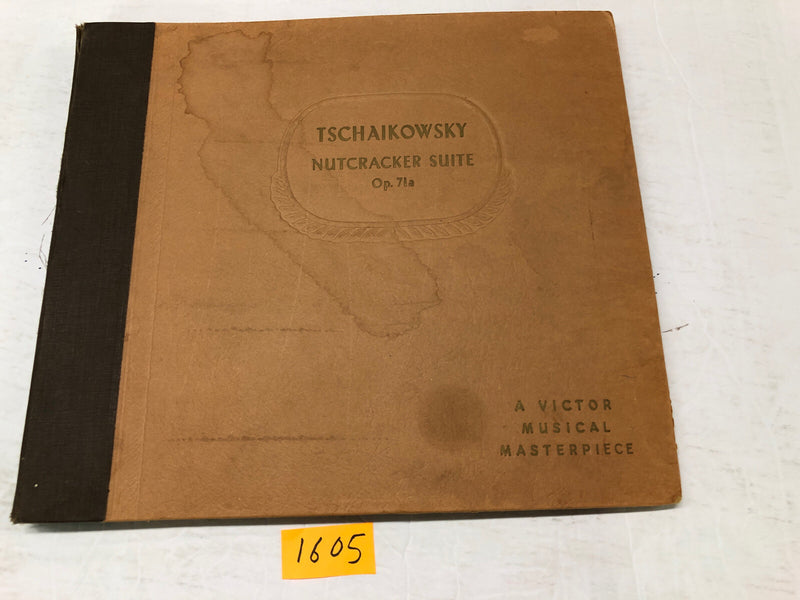 TSCHAIKOWSKY
NUTCRACKER SUITE
Op. 71a
A VICTOR
MUSICAL
MASTERPIECE
1605